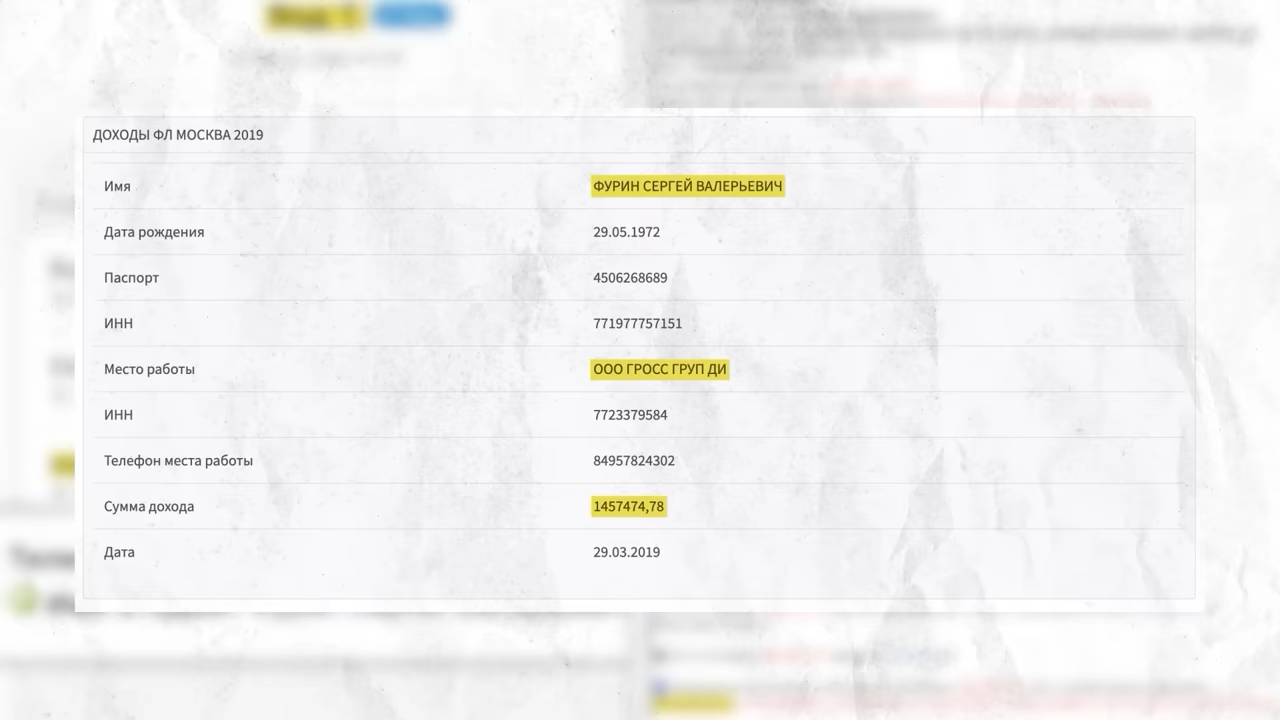 ДОХОДЫ ФЛ МОСКВА 2019
Имя ФУРИН СЕРГЕЙ ВАЛЕРЬЕВИЧ
Дата рождения 29.05.1972
Паспорт 4506268689
ИНН 771977757151
Место работы ООО ГРОСС ГРУП ДИ
ИНН 7723379584
Телефон места работы 84957824302
Сумма дохода 1457474,78
Дата 29.03.2019